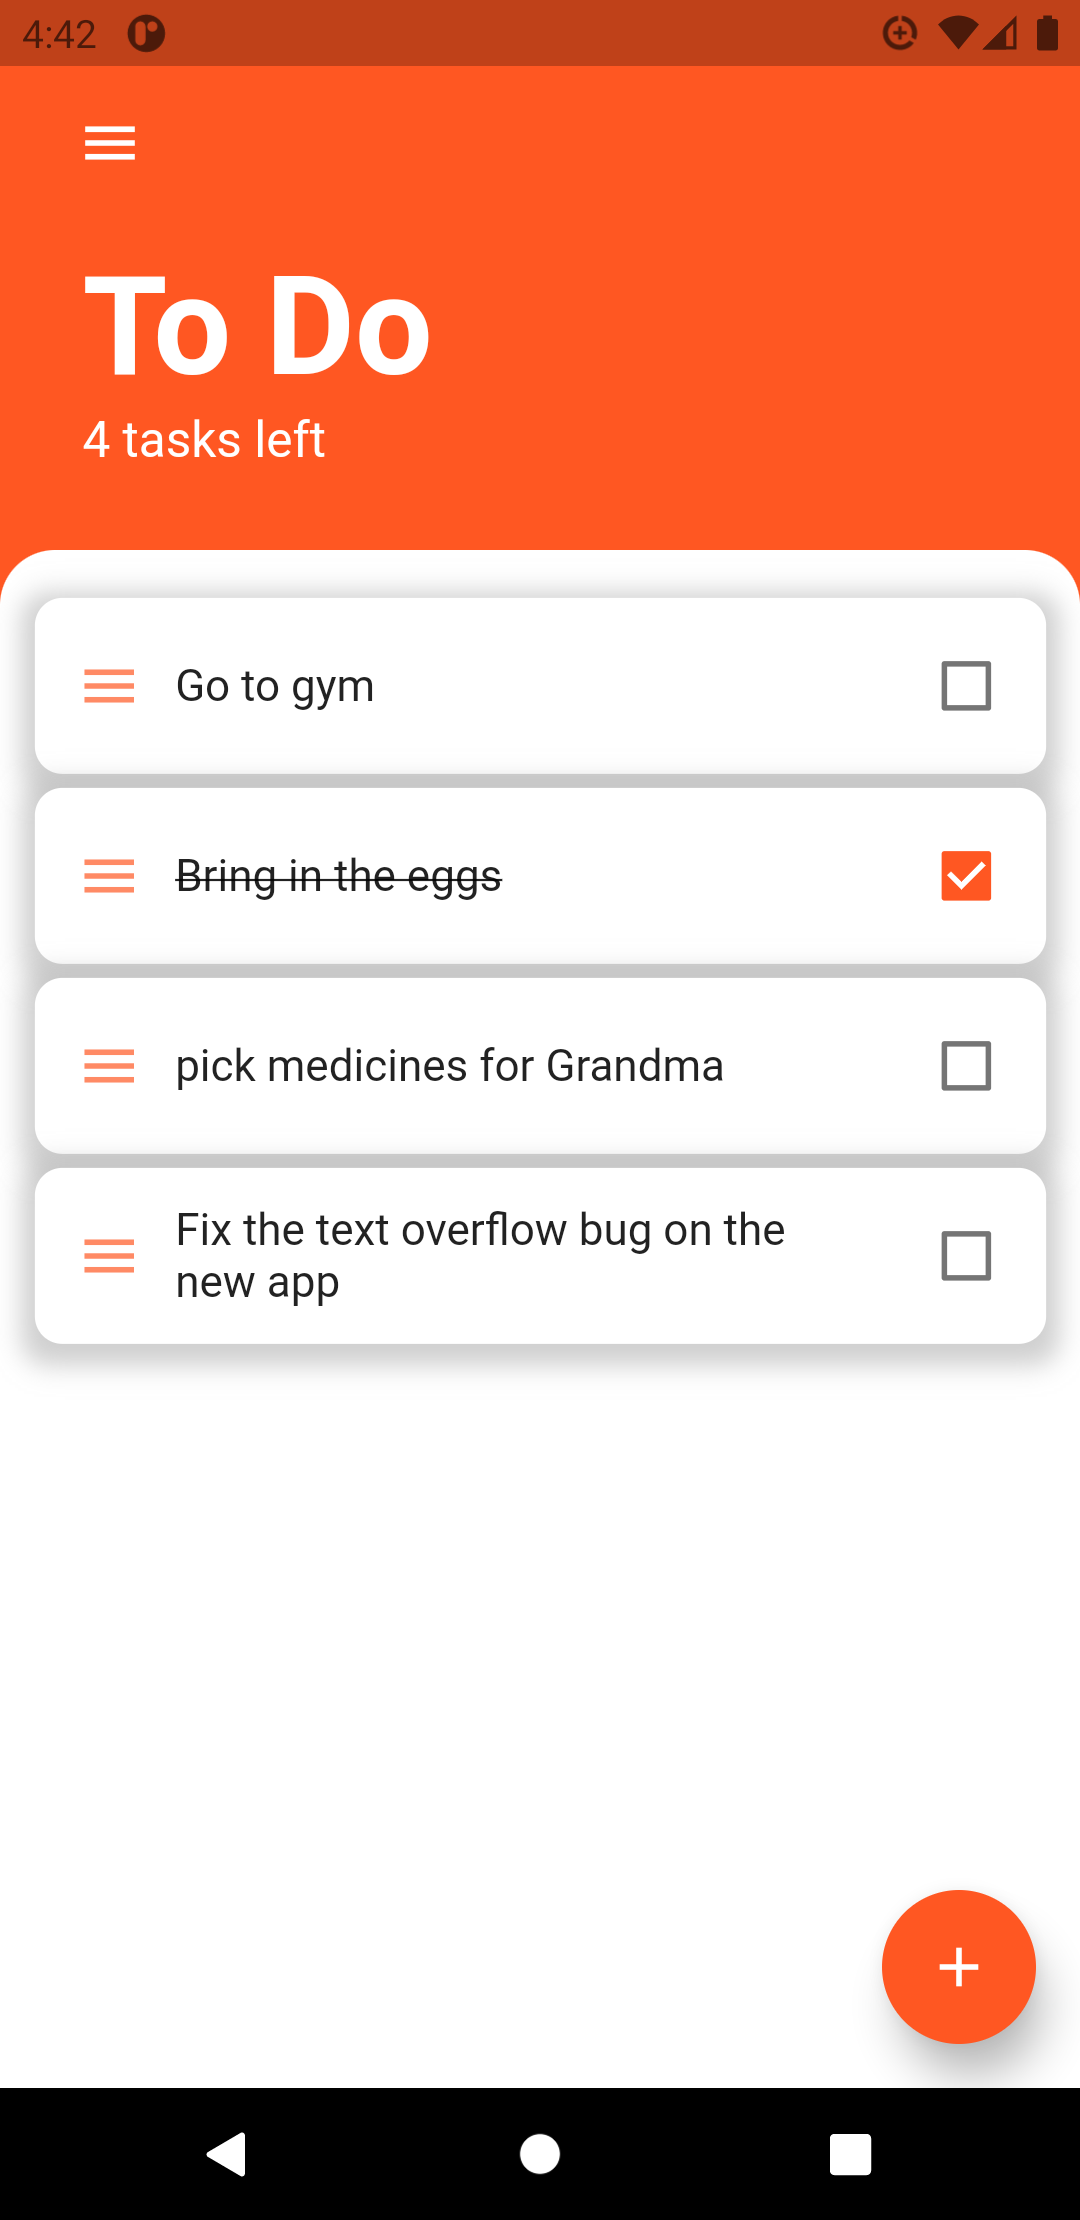 4:42
To Do
4 tasks left
Go to gym
Bring in the eggs
pick medicines for Grandma
Fix the text overflow bug on the
new app